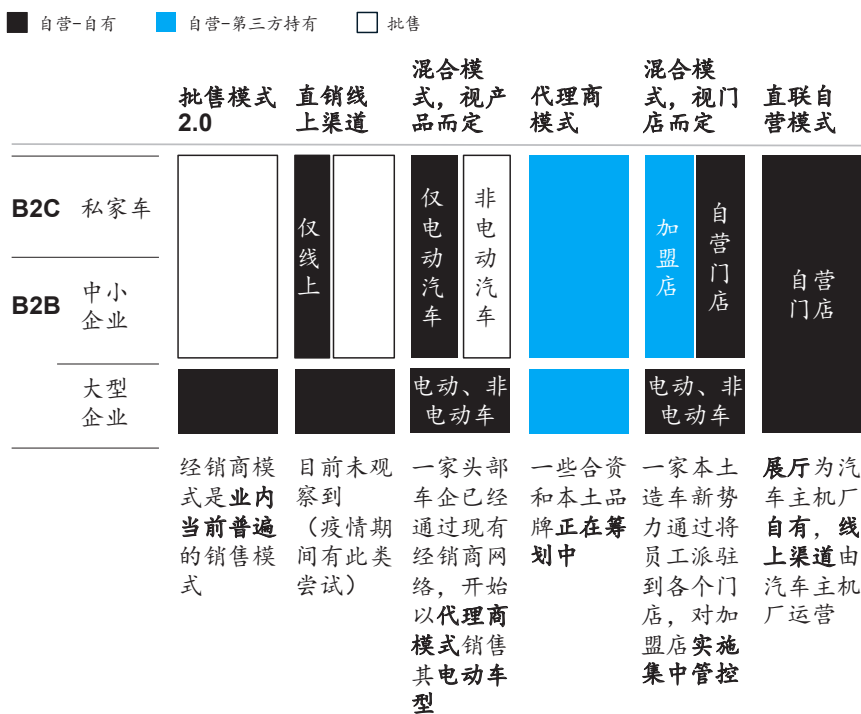 自营-自有
自营-第三方持有
批售
批售模式
2.0
直销线
上渠道
混合模
式，视产
品而定
代理商
模式
混合模
式，视门
店而定
直联自
营模式
B2C 私家车
仅线上
仅电动汽车
非电动汽车
加盟店
自营门店
自营
门店
B2B 中小
企业
大型
企业
电动、非
电动车
电动、非
电动车
经销商模
式是业内
当前普遍
的销售模
式
目前未观
察到
（疫情期
间有此类
尝试）
一家头部
车企已经
通过现有
经销商网
络，开始
以代理商
模式销售
其电动车
型
一些合资
和本土品
牌正在筹
划中
一家本土
造车新势
力通过将
员工派驻
到各个门
店，对加
盟店实施
集中管控
展厅为汽
车主机厂
自有，线
上渠道由
汽车主机
厂运营